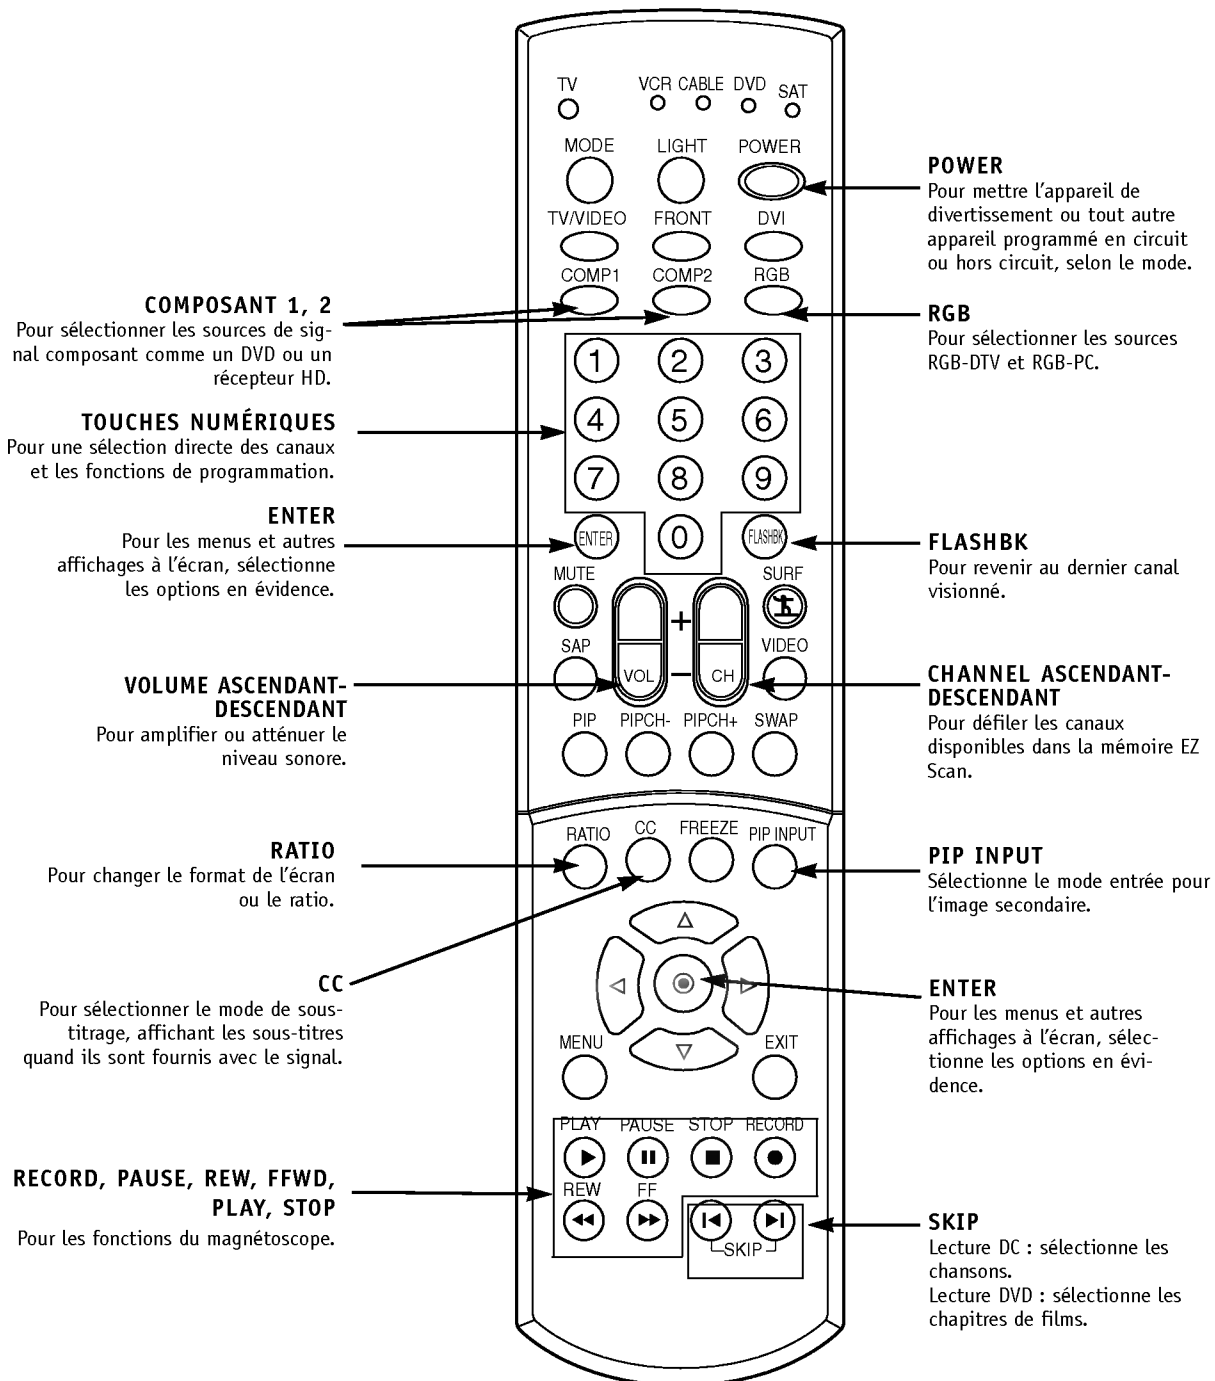 TV
VCR CABLE DVD SAT
MODE LIGHT POWER
TV/VIDEO FRONT DVI
COMP1 COMP2 RGB
1 2 3
4 5 6
7 8 9
ENTER 0 FLASHBK
MUTE SURF
+
SAP VIDEO
VOL – CH
PIP PIPCH- PIPCH+ SWAP
RATIO CC FREEZE PIP INPUT
MENU EXIT
PLAY PAUSE STOP RECORD
REW FF
SKIP
COMPOSANT 1, 2
Pour sélectionner les sources de sig-
nal composant comme un DVD ou un
récepteur HD.
TOUCHES NUMÉRIQUES
Pour une sélection directe des canaux
et les fonctions de programmation.
ENTER
Pour les menus et autres
affichages à l'écran, sélectionne
les options en évidence.
VOLUME ASCENDANT-
DESCENDANT
Pour amplifier ou atténuer le
niveau sonore.
RATIO
Pour changer le format de l'écran
ou le ratio.
CC
Pour sélectionner le mode de sous-
titrage, affichant les sous-titres
quand ils sont fournis avec le signal.
RECORD, PAUSE, REW, FFWD,
PLAY, STOP
Pour les fonctions du magnétoscope.
POWER
Pour mettre l'appareil de
divertissement ou tout autre
appareil programmé en circuit
ou hors circuit, selon le mode.
RGB
Pour sélectionner les sources
RGB-DTV et RGB-PC.
FLASHBK
Pour revenir au dernier canal
visionné.
CHANNEL ASCENDANT-
DESCENDANT
Pour défiler les canaux
disponibles dans la mémoire EZ
Scan.
PIP INPUT
Sélectionne le mode entrée pour
l'image secondaire.
ENTER
Pour les menus et autres
affichages à l'écran, sélec-
tionne les options en évi-
dence.
SKIP
Lecture DC : sélectionne les
chansons.
Lecture DVD : sélectionne les
chapitres de films.